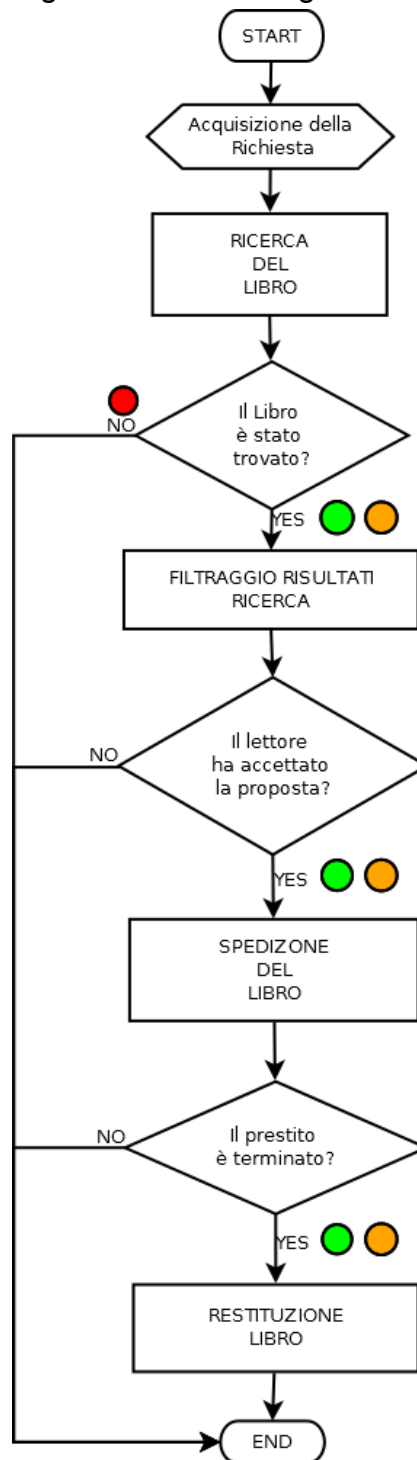 START
Acquisizione della
Richiesta
RICERCA
DEL
LIBRO
Il Libro
è stato
trovato?
NO
YES
FILTRAGGIO RISULTATI
RICERCA
Il lettore
ha accettato
la proposta?
NO
YES
SPEDIZONE
DEL
LIBRO
Il prestito
è terminato?
NO
YES
RESTITUZIONE
LIBRO
END